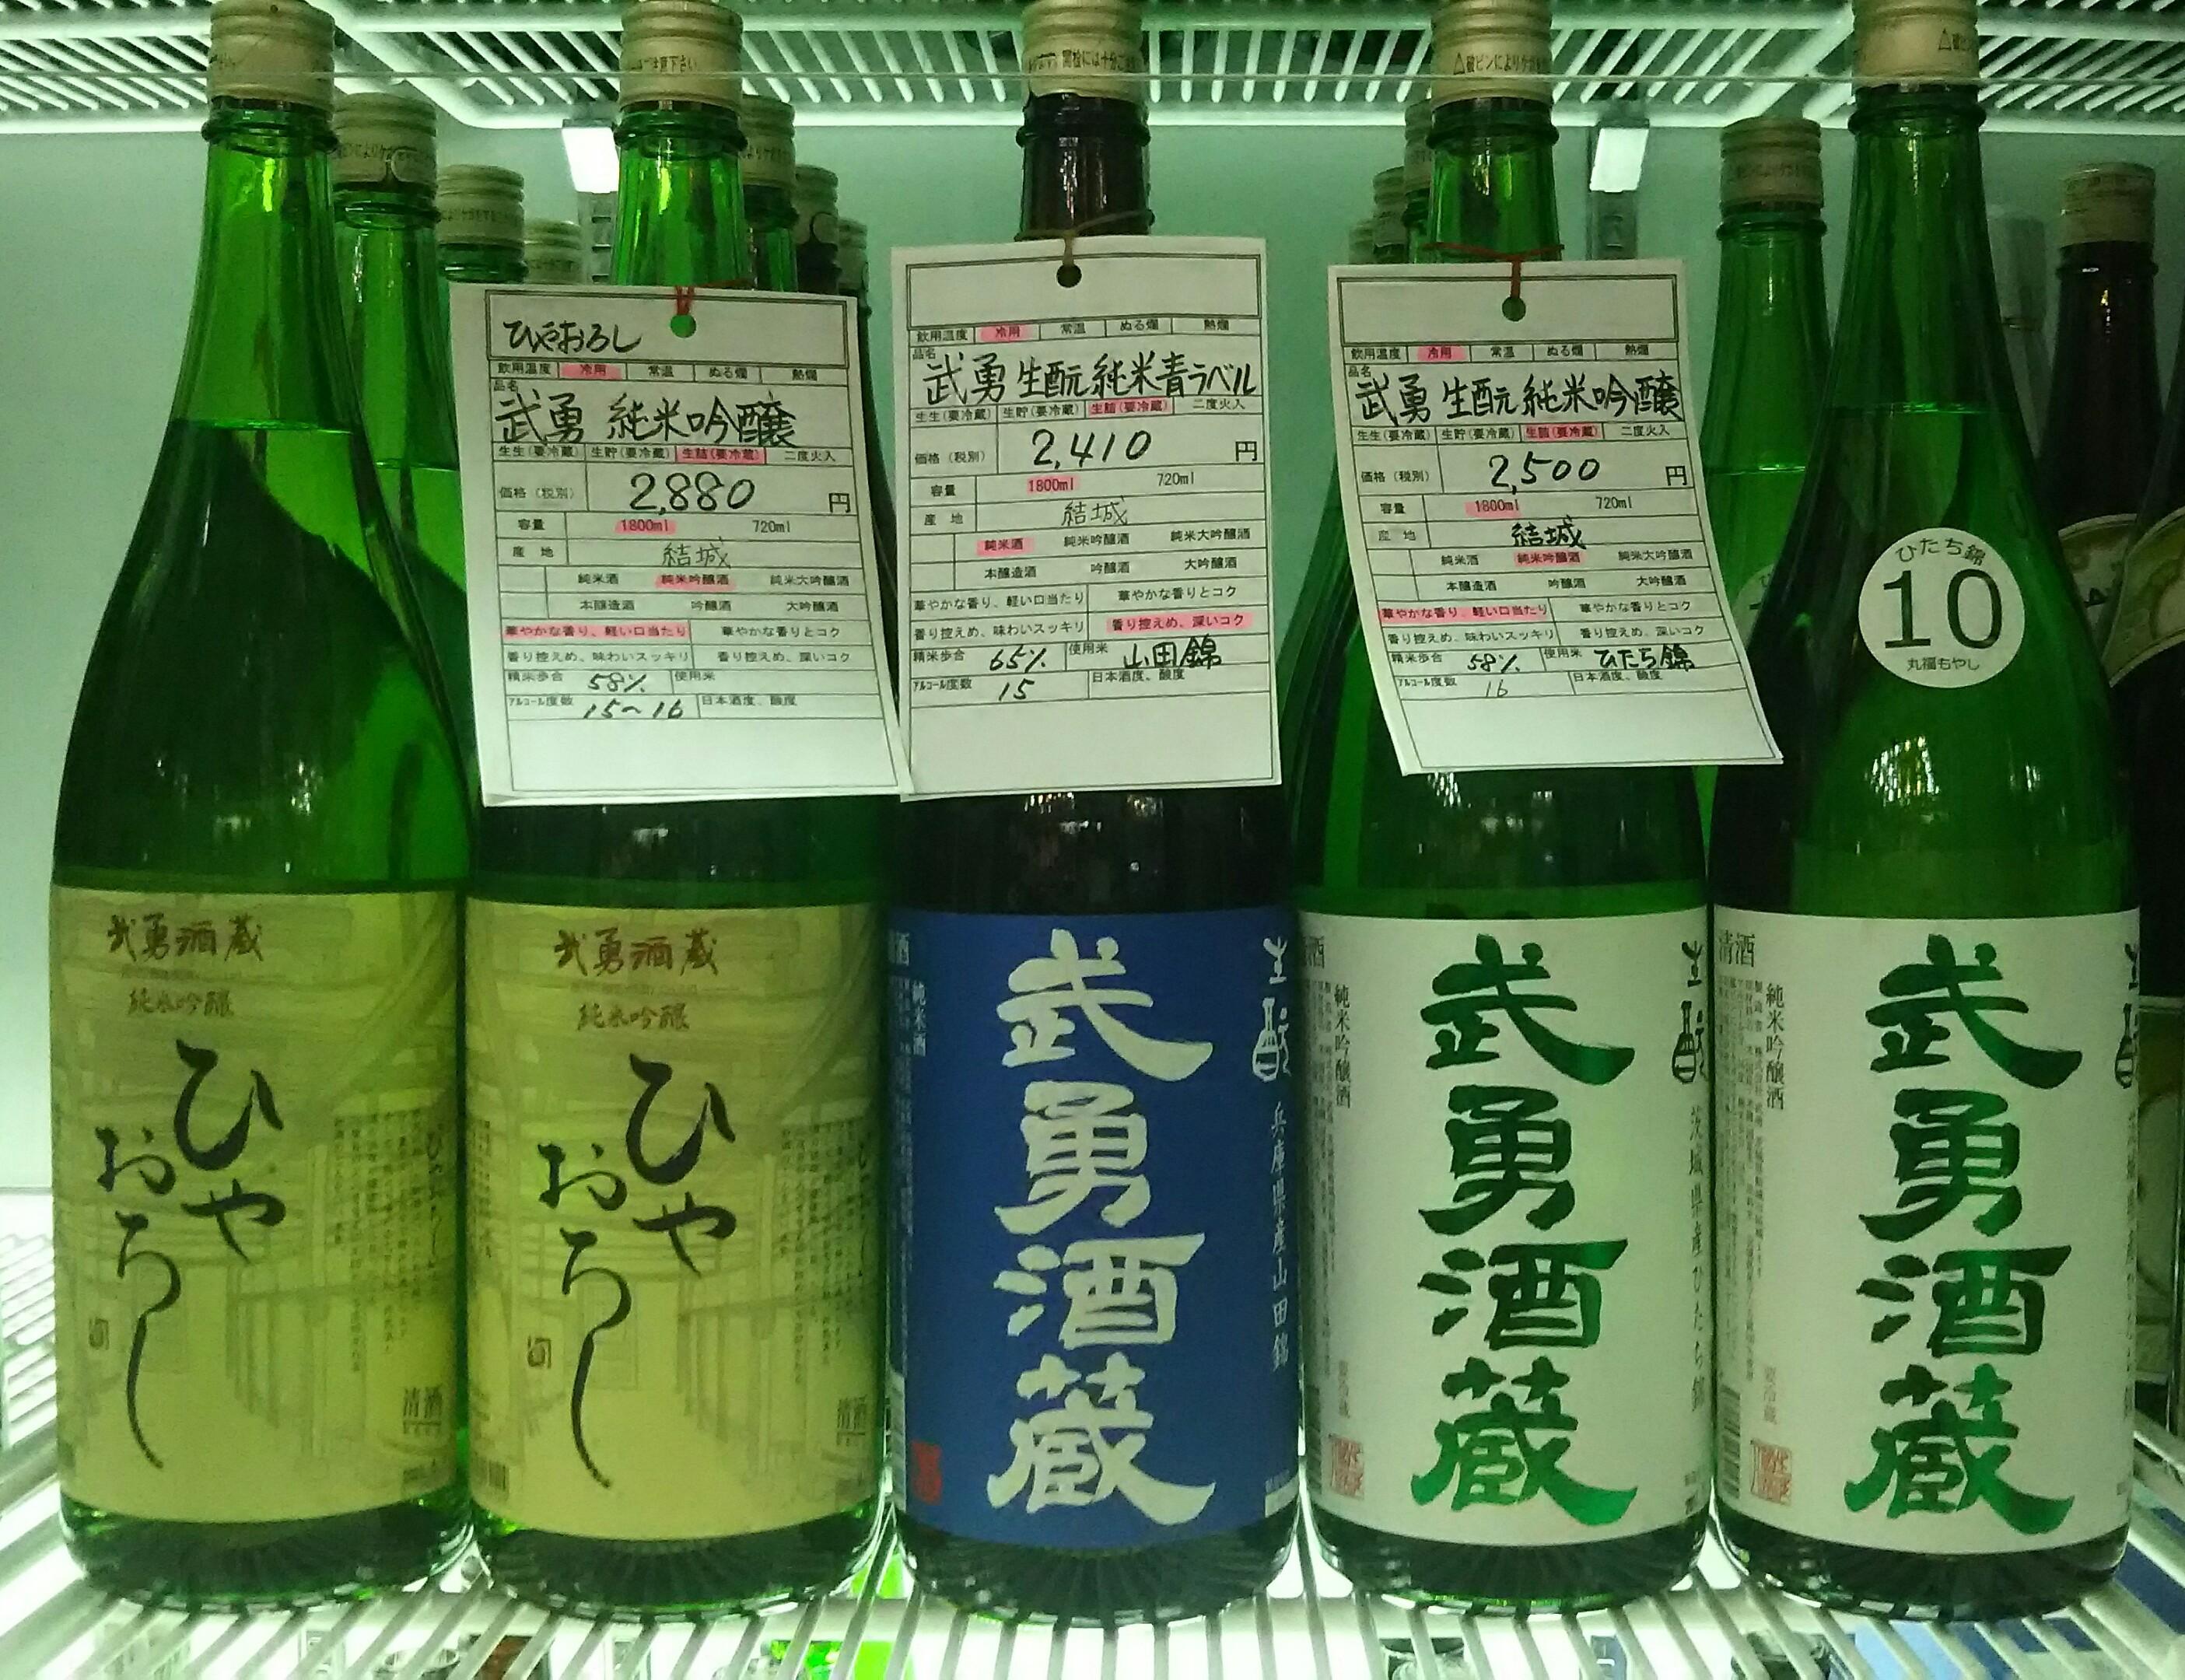 ひやおろし
飲用温度 冷用 常温 ぬる燗 熱燗
品名
武勇 純米吟醸
生生(要冷蔵) 生貯(要冷蔵) 生詰(要冷蔵) 二度火入
価格(税別) 2,880 円
容量 1800ml 720ml
産地 結城
純米酒 純米吟醸酒 純米大吟醸酒
本醸造酒 吟醸酒 大吟醸酒
華やかな香り、軽い口当たり 華やかな香りとコク
香り控えめ、味わいスッキリ 香り控えめ、深いコク
精米歩合 58% 使用米
アルコール度数 15~16 日本酒度、酸度
飲用温度 冷用 常温 ぬる燗 熱燗
品名
武勇 生酛 純米青ラベル
生生(要冷蔵) 生貯(要冷蔵) 生詰(要冷蔵) 二度火入
価格(税別) 2,410 円
容量 1800ml 720ml
産地 結城
純米酒 純米吟醸酒 純米大吟醸酒
本醸造酒 吟醸酒 大吟醸酒
華やかな香り、軽い口当たり 華やかな香りとコク
香り控えめ、味わいスッキリ 香り控えめ、深いコク
精米歩合 65% 使用米 山田錦
アルコール度数 15 日本酒度、酸度
飲用温度 冷用 常温 ぬる燗 熱燗
品名
武勇 生酛 純米吟醸
生生(要冷蔵) 生貯(要冷蔵) 生詰(要冷蔵) 二度火入
価格(税別) 2,500 円
容量 1800ml 720ml
産地 結城
純米酒 純米吟醸酒 純米大吟醸酒
本醸造酒 吟醸酒 大吟醸酒
華やかな香り、軽い口当たり 華やかな香りとコク
香り控えめ、味わいスッキリ 香り控えめ、深いコク
精米歩合 58% 使用米 ひたち錦
アルコール度数 16 日本酒度、酸度
ひたち錦
10
丸福もやし
武勇酒蔵
純米吟醸
ひや
おろし
清酒
武勇酒蔵
純米吟醸
ひや
おろし
清酒
生酛
兵庫県産山田錦
武勇酒蔵
純米酒
生酛
茨城県産ひたち錦
武勇酒蔵
純米吟醸酒
要冷蔵
武勇酒蔵
純米吟醸酒
清酒
要冷蔵